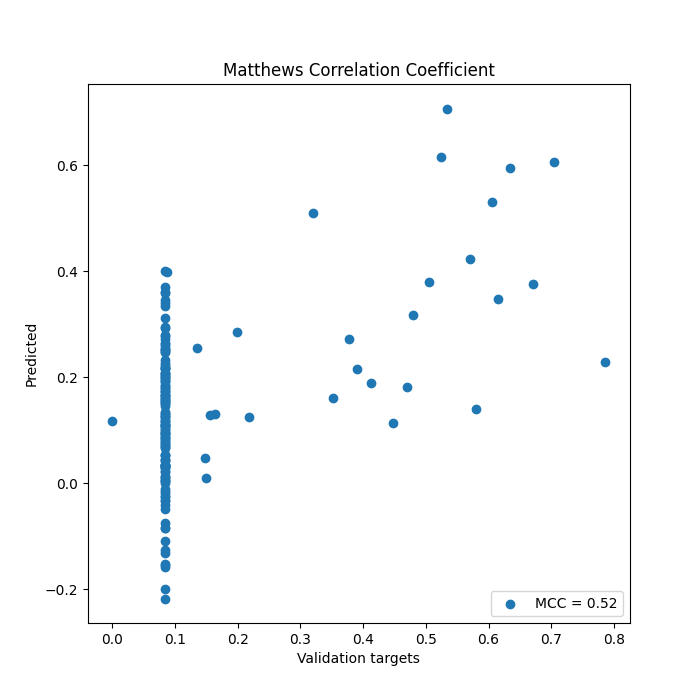 Matthews Correlation Coefficient
Predicted
0.6
0.4
0.2
0.0
−0.2
MCC = 0.52
0.0 0.1 0.2 0.3 0.4 0.5 0.6 0.7 0.8
Validation targets